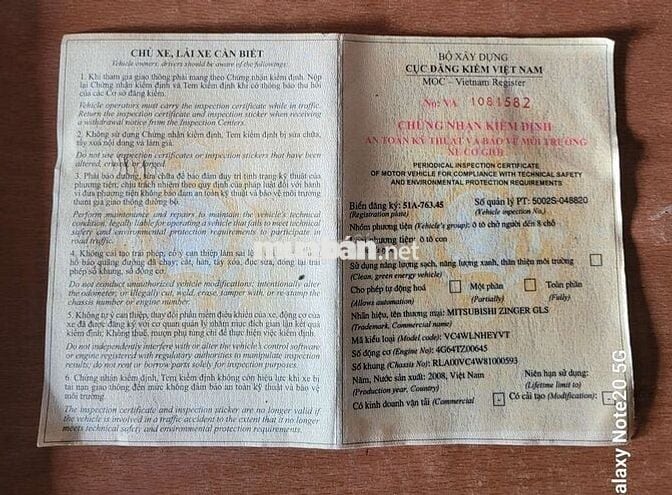 CHỦ XE, LÁI XE CẦN BIẾT
Vehicle owners, drivers should be aware of the followings:
1. Khi tham gia giao thông phải mang theo Chứng nhận kiểm định. Nộp
lại Chứng nhận kiểm định và Tem kiểm định khi có thông báo thu hồi
của các Cơ sở đăng kiểm.
Vehicle operators must carry the inspection certificate while in traffic.
Return the inspection certificate and inspection sticker when receiving
a withdrawal notice from the Inspection Centers.
2. Không sử dụng Chứng nhận kiểm định, Tem kiểm định bị sửa chữa,
tẩy xoá nội dung và làm giả.
Do not use inspection certificates or inspection stickers that have been
altered, erased, or forged.
3. Phải bảo dưỡng, sửa chữa để bảo đảm duy trì tình trạng kỹ thuật của
phương tiện; chịu trách nhiệm theo quy định của pháp luật đối với hành
vi đưa phương tiện không bảo đảm an toàn kỹ thuật và bảo vệ môi trường
tham gia giao thông đường bộ.
Perform maintenance and repairs to maintain the vehicle's technical
condition, legally liable for operating a vehicle that fails to meet technical
safety and environmental protection requirements to participate in
road traffic.
4. Không cải tạo trái phép, cố ý can thiệp làm sai lệ
hồ báo quãng đường đã chạy; cắt, hàn, tẩy xóa, đục sửa, đóng lại trái
phép số khung, số động cơ.
Do not conduct unauthorized vehicle modifications; intentionally alter
the odometer; or illegally cut, weld, erase, tamper with, or re-stamp the
chassis number or engine number.
5. Không tự ý can thiệp, thay đổi phần mềm điều khiển của xe, động cơ của
xe đã được đăng ký với cơ quan quản lý nhằm mục đích gian lận kết quả
kiểm định; Không thuê, mượn phụ tùng chỉ để thực hiện việc kiểm định.
Do not independently interfere with or alter the vehicle's control software
or engine registered with regulatory authorities to manipulate inspection
results; do not rent or borrow parts solely for inspection purposes.
6. Chứng nhận kiểm định, Tem kiểm định không còn hiệu lực khi xe bị
tai nạn giao thông đến mức không đảm bảo an toàn kỹ thuật và bảo vệ
môi trường.
The inspection certificate and inspection sticker are no longer valid if
the vehicle is involved in a traffic accident to the extent that it no longer
meets technical safety and environmental protection requirements.
BỘ XÂY DỰNG
CỤC ĐĂNG KIỂM VIỆT NAM
MOC - Vietnam Register
No: VA 1081582
CHỨNG NHẬN KIỂM ĐỊNH
AN TOÀN KỸ THUẬT VÀ BẢO VỆ MÔI TRƯỜNG
XE CƠ GIỚI
PERIODICAL INSPECTION CERTIFICATE
OF MOTOR VEHICLE FOR COMPLIANCE WITH TECHNICAL SAFETY
AND ENVIRONMENTAL PROTECTION REQUIREMENTS
Biển đăng ký: 51A-763.45 Số quản lý PT: 5002S-048820
(Registration plate) (Vehicle inspection No.)
Nhóm phương tiện (Vehicle's group): ô tô chở người đến 8 chỗ
phương tiện: ô tô con
Sử dụng năng lượng sạch, năng lượng xanh, thân thiện môi trường
(Clean, green energy vehicle)
Cho phép tự động hoá Một phần Toàn phần
(Allows automation) (Partially) (Fully)
Nhãn hiệu, tên thương mại: MITSUBISHI ZINGER GLS
(Trademark, Commercial name)
Mã kiểu loại (Model code): VC4WLNHEYVT
Số động cơ (Engine No): 4G64TZ00645
Số khung (Chassis No): RLA00VC4W81000593
Năm, Nước sản xuất: 2008, Việt Nam Niên hạn sử dụng:
(Production year, Country) (Lifetime limit to)
Có kinh doanh vận tải (Commercial Có cải tạo (Modification):
muaban.net
alaxy Note20 5G